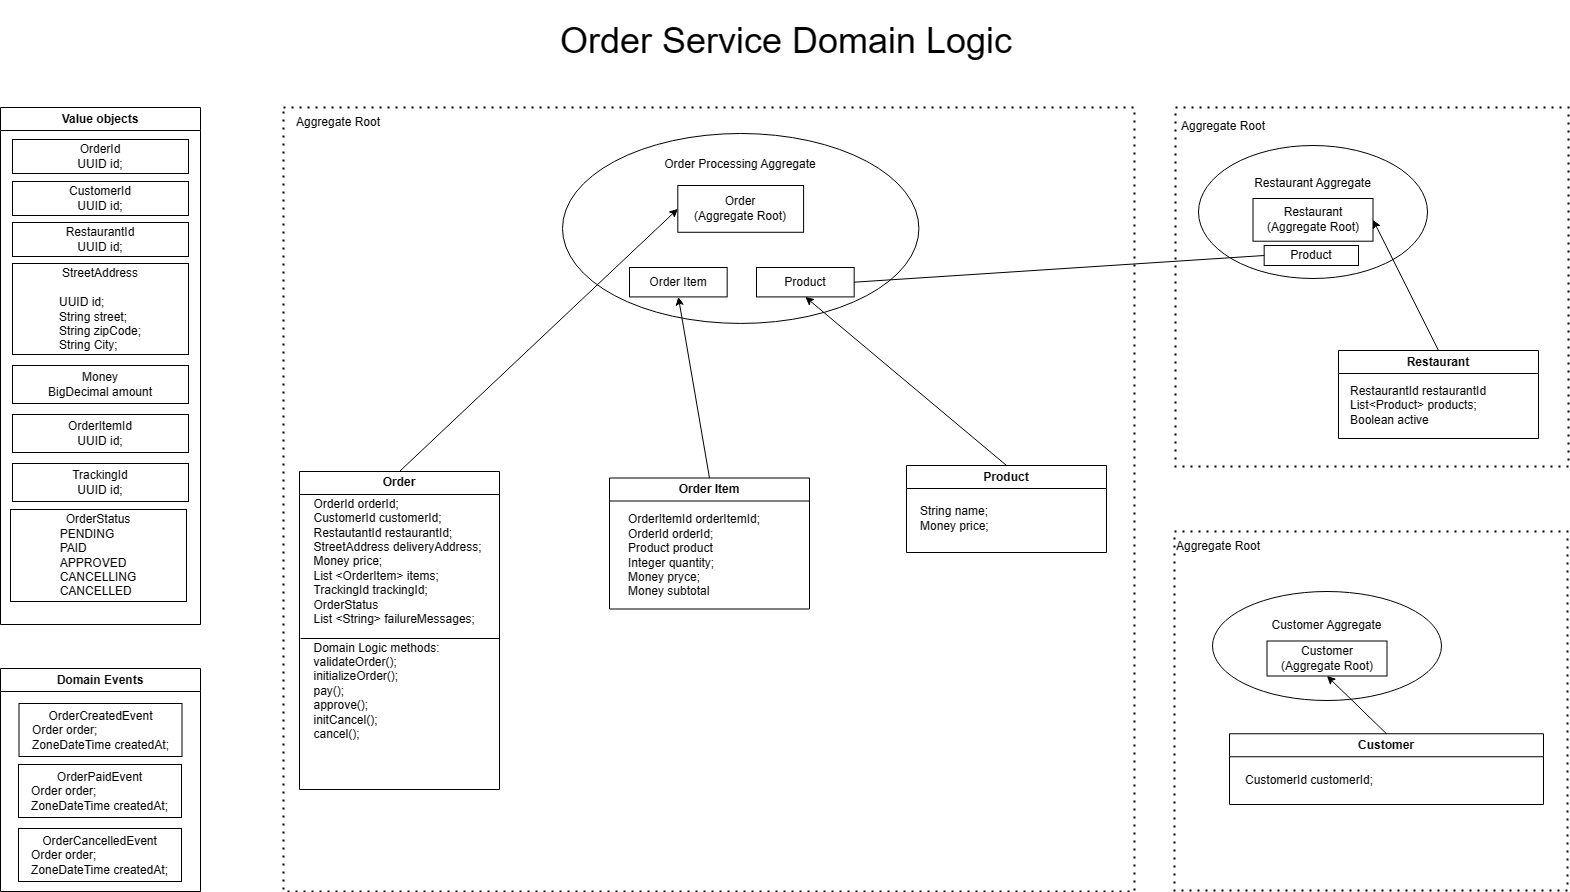 Order Service Domain Logic
Value objects
OrderId
UUID id;
CustomerId
UUID id;
RestaurantId
UUID id;
StreetAddress
UUID id;
String street;
String zipCode;
String City;
Money
BigDecimal amount
OrderItemId
UUID id;
TrackingId
UUID id;
OrderStatus
PENDING
PAID
APPROVED
CANCELLING
CANCELLED
Domain Events
OrderCreatedEvent
Order order;
ZoneDateTime createdAt;
OrderPaidEvent
Order order;
ZoneDateTime createdAt;
OrderCancelledEvent
Order order;
ZoneDateTime createdAt;
Aggregate Root
Order Processing Aggregate
Order
(Aggregate Root)
Order Item
Product
Order
OrderId orderId;
CustomerId customerId;
RestautantId restaurantId;
StreetAddress deliveryAddress;
Money price;
List <OrderItem> items;
TrackingId trackingId;
OrderStatus
List <String> failureMessages;
Domain Logic methods:
validateOrder();
initializeOrder();
pay();
approve();
initCancel();
cancel();
Order Item
OrderItemId orderItemId;
OrderId orderId;
Product product
Integer quantity;
Money pryce;
Money subtotal
Product
String name;
Money price;
Aggregate Root
Restaurant Aggregate
Restaurant
(Aggregate Root)
Product
Restaurant
RestaurantId restaurantId
List<Product> products;
Boolean active
Aggregate Root
Customer Aggregate
Customer
(Aggregate Root)
Customer
CustomerId customerId;